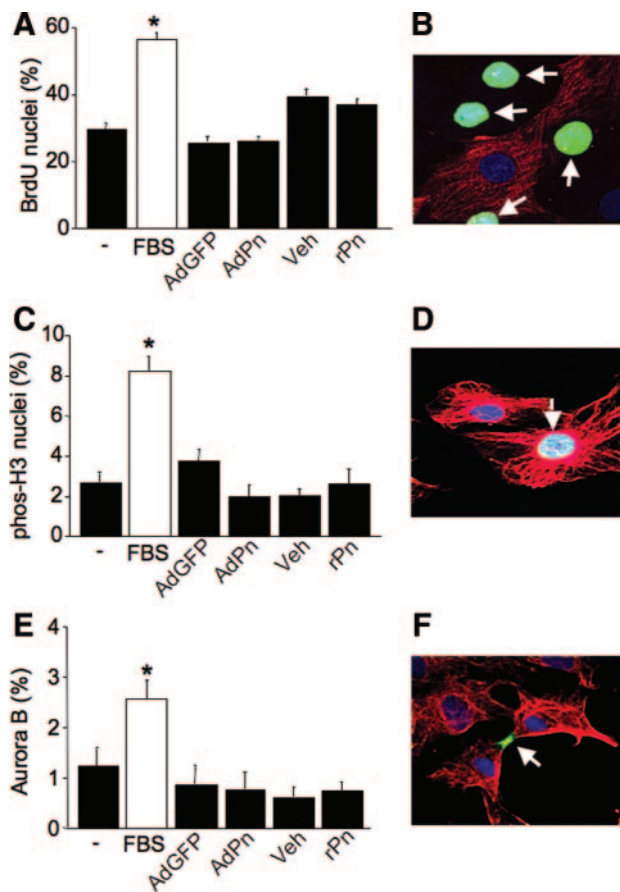 A
BrdU nuclei (%)
60
40
20
0
*
-
FBS
AdGFP
AdPn
Veh
rPn
B
C
phos-H3 nuclei (%)
10
8
6
4
2
0
*
-
FBS
AdGFP
AdPn
Veh
rPn
D
E
Aurora B (%)
4
3
2
1
0
*
-
FBS
AdGFP
AdPn
Veh
rPn
F